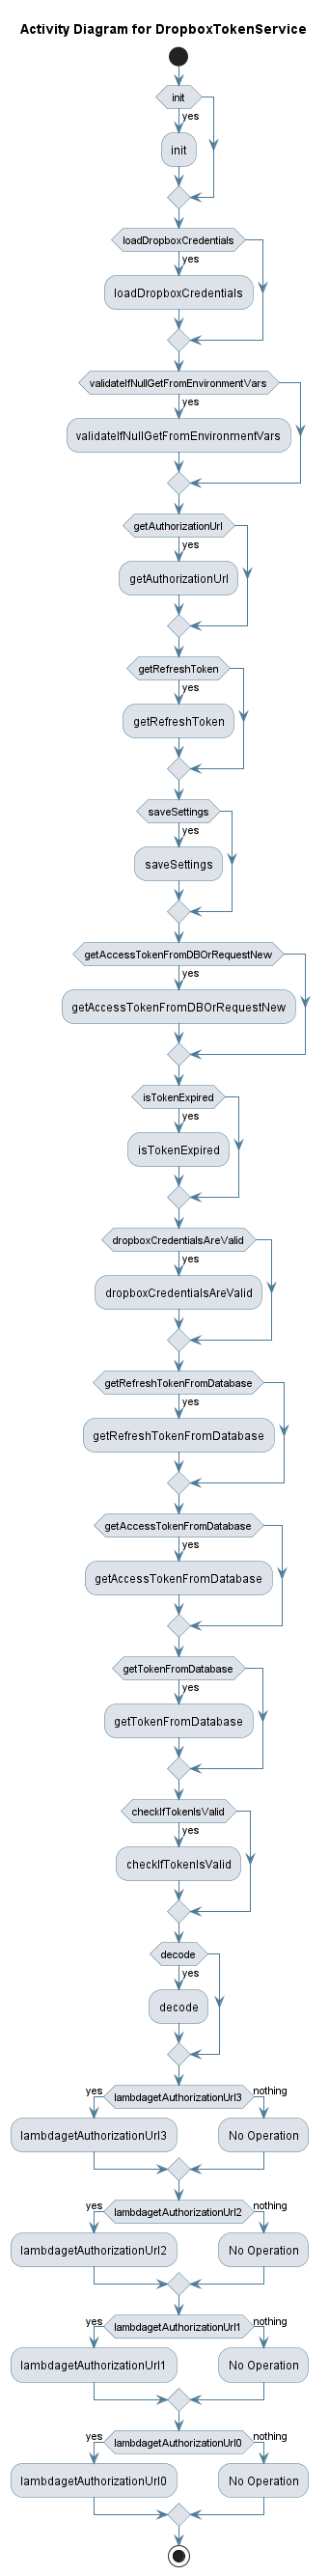 Activity Diagram for DropboxTokenService
init
yes
init
loadDropboxCredentials
yes
loadDropboxCredentials
validateIfNullGetFromEnvironmentVars
yes
validateIfNullGetFromEnvironmentVars
getAuthorizationUrl
yes
getAuthorizationUrl
getRefreshToken
yes
getRefreshToken
saveSettings
yes
saveSettings
getAccessTokenFromDBOrRequestNew
yes
getAccessTokenFromDBOrRequestNew
isTokenExpired
yes
isTokenExpired
dropboxCredentialsAreValid
yes
dropboxCredentialsAreValid
getRefreshTokenFromDatabase
yes
getRefreshTokenFromDatabase
getAccessTokenFromDatabase
yes
getAccessTokenFromDatabase
getTokenFromDatabase
yes
getTokenFromDatabase
checkIfTokenIsValid
yes
checkIfTokenIsValid
decode
yes
decode
yes lambdagetAuthorizationUrl3 nothing
lambdagetAuthorizationUrl3 No Operation
yes lambdagetAuthorizationUrl2 nothing
lambdagetAuthorizationUrl2 No Operation
yes lambdagetAuthorizationUrl1 nothing
lambdagetAuthorizationUrl1 No Operation
yes lambdagetAuthorizationUrl0 nothing
lambdagetAuthorizationUrl0 No Operation